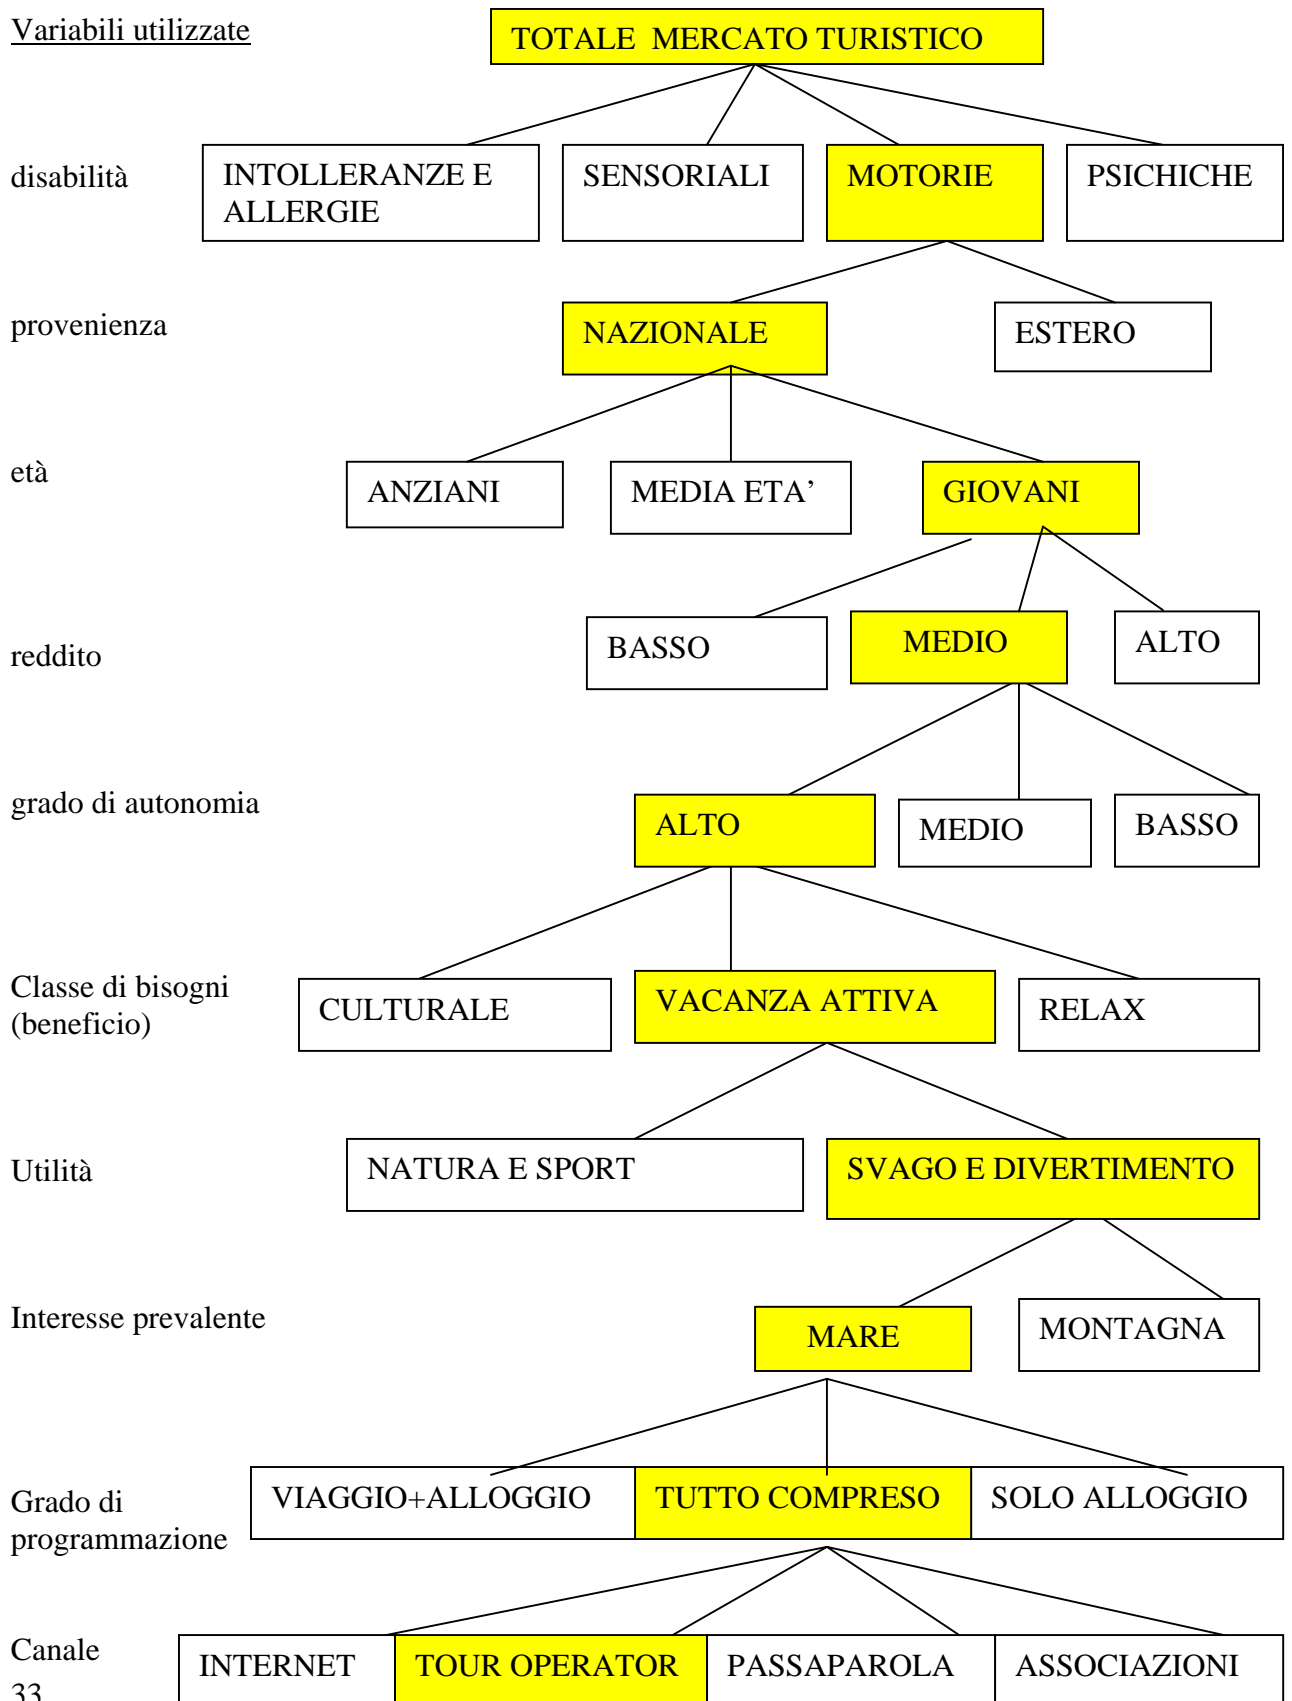 Variabili utilizzate
TOTALE MERCATO TURISTICO
disabilità
INTOLLERANZE E
ALLERGIE
SENSORIALI
MOTORIE
PSICHICHE
provenienza
NAZIONALE
ESTERO
età
ANZIANI
MEDIA ETA’
GIOVANI
reddito
BASSO
MEDIO
ALTO
grado di autonomia
ALTO
MEDIO
BASSO
Classe di bisogni
(beneficio)
CULTURALE
VACANZA ATTIVA
RELAX
Utilità
NATURA E SPORT
SVAGO E DIVERTIMENTO
Interesse prevalente
MARE
MONTAGNA
Grado di
programmazione
VIAGGIO+ALLOGGIO
TUTTO COMPRESO
SOLO ALLOGGIO
Canale
33
INTERNET
TOUR OPERATOR
PASSAPAROLA
ASSOCIAZIONI